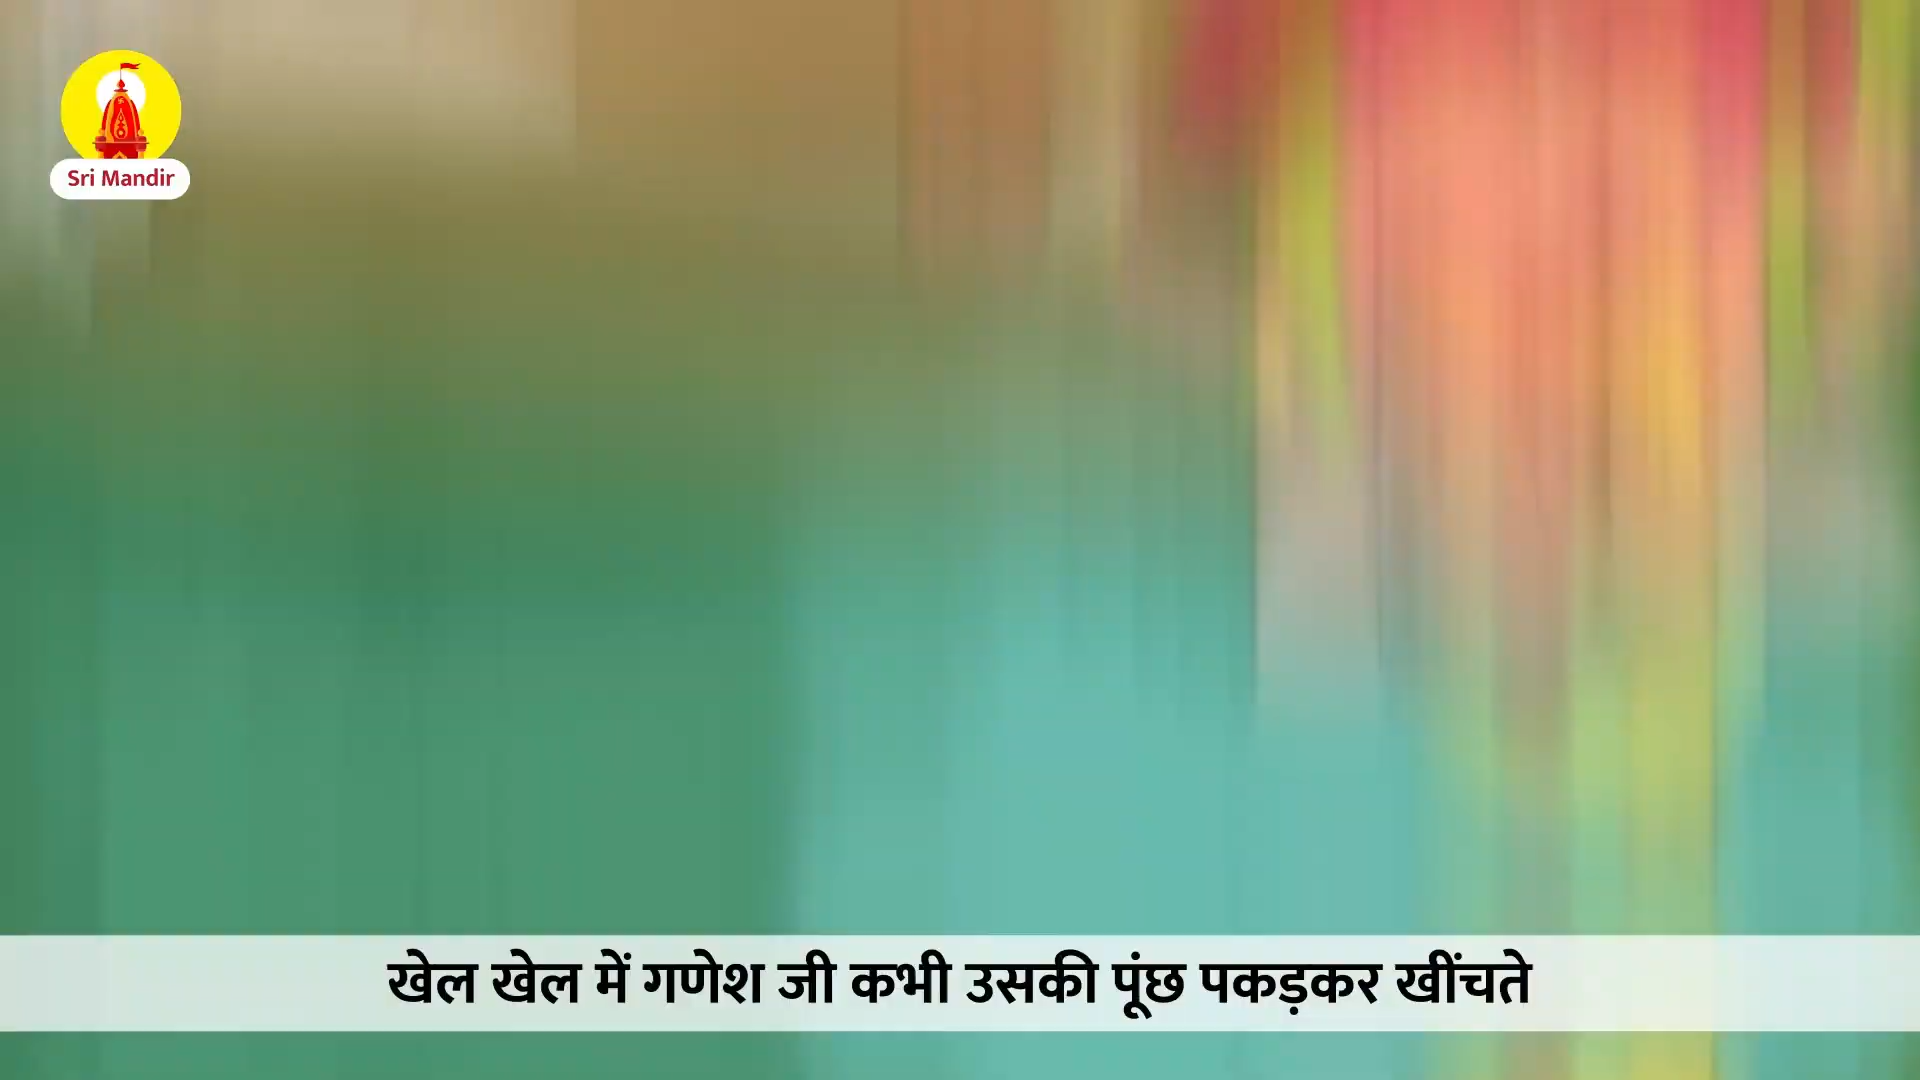 Sri Mandir
खेल खेल में गणेश जी कभी उसकी पूंछ पकड़कर खींचते